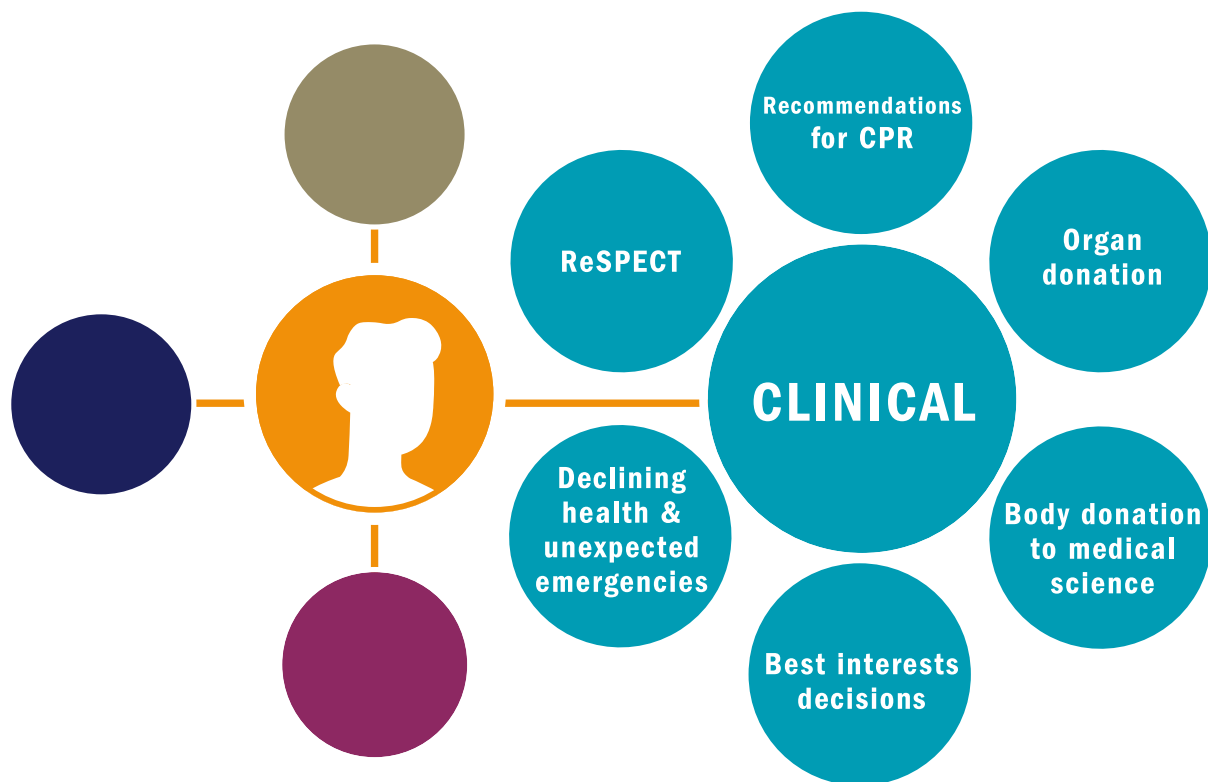 Recommendations
for CPR
ReSPECT
Organ
donation
CLINICAL
Declining
health &
unexpected
emergencies
Body donation
to medical
science
Best interests
decisions